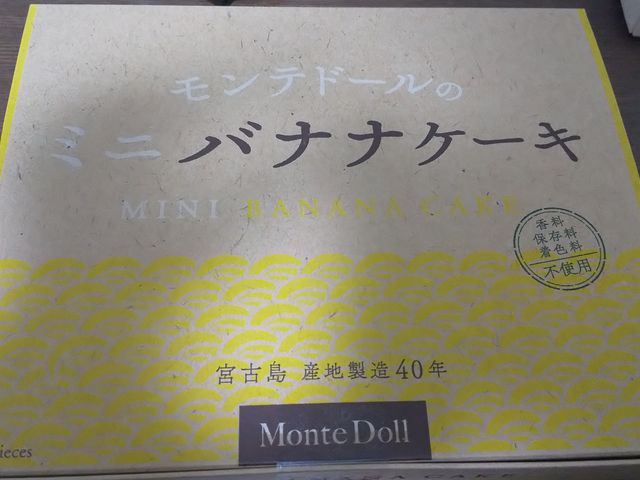 モンテドールの
ミニバナナケーキ
MINI BANANA CAKE
香料
保存料
着色料
不使用
宮古島 産地製造40年
Monte Doll